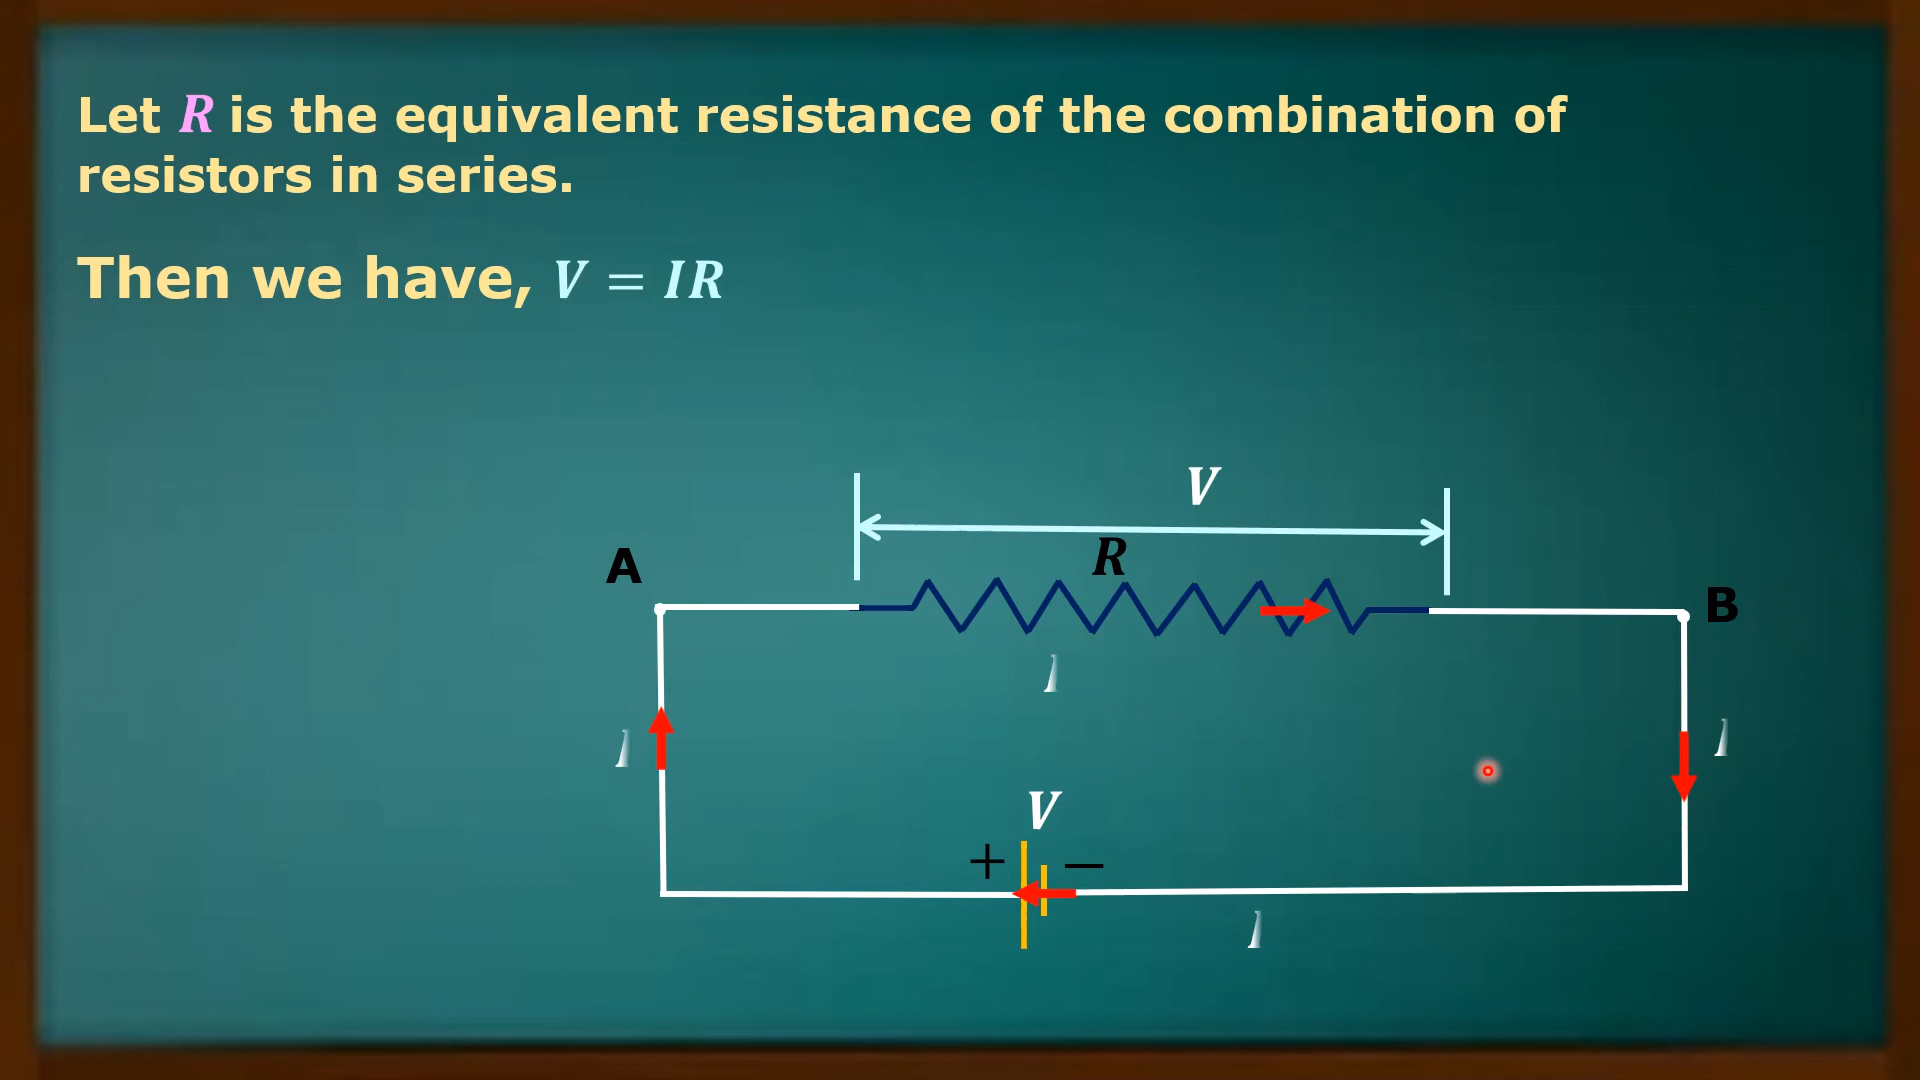 Let R is the equivalent resistance of the combination of
resistors in series.
Then we have, V = IR
V
R
A
B
I
I
I
V
+ −
I